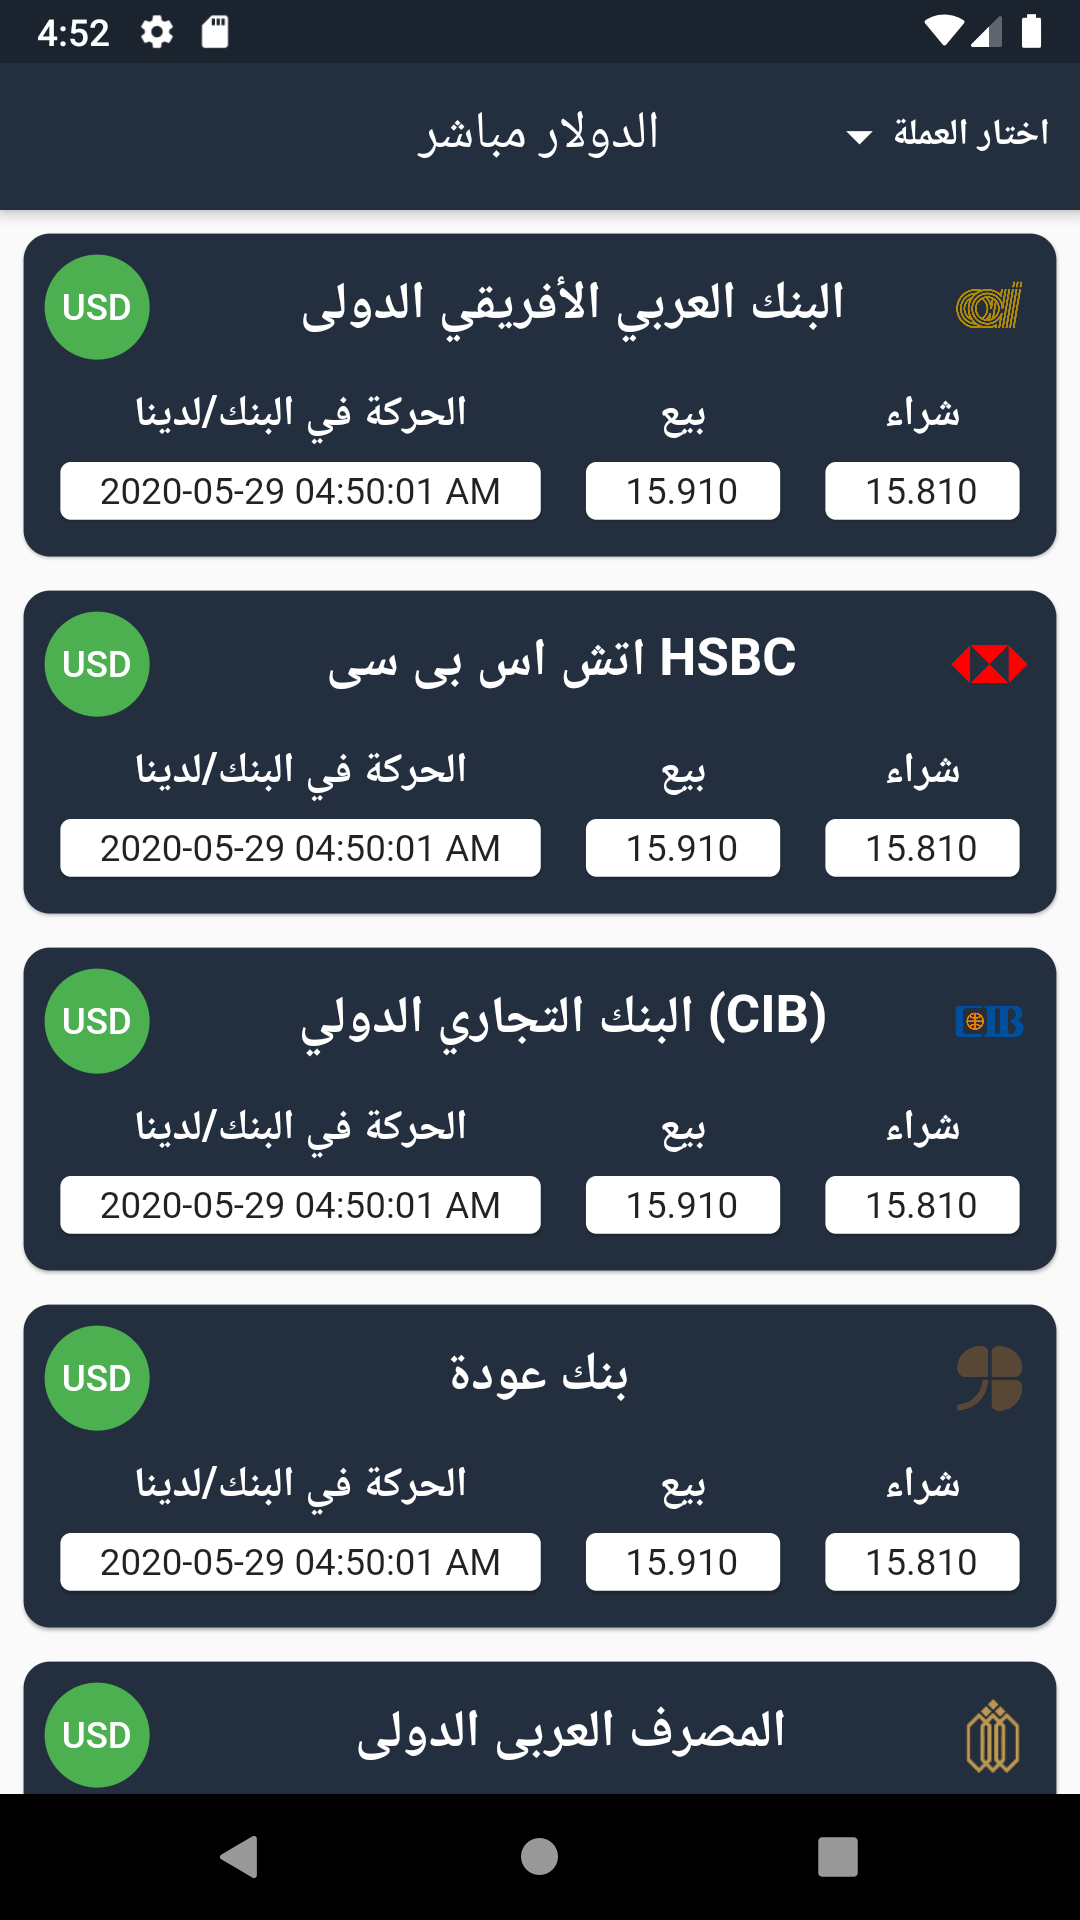 4:52
اختار العملة
الدولار مباشر
البنك العربي الأفريقي الدولى
USD
شراء بيع الحركة في البنك/لدينا
15.810 15.910 2020-05-29 04:50:01 AM
HSBC اتش اس بى سى
USD
شراء بيع الحركة في البنك/لدينا
15.810 15.910 2020-05-29 04:50:01 AM
CIB
(CIB) البنك التجاري الدولي
USD
شراء بيع الحركة في البنك/لدينا
15.810 15.910 2020-05-29 04:50:01 AM
بنك عودة
USD
شراء بيع الحركة في البنك/لدينا
15.810 15.910 2020-05-29 04:50:01 AM
المصرف العربى الدولى
USD